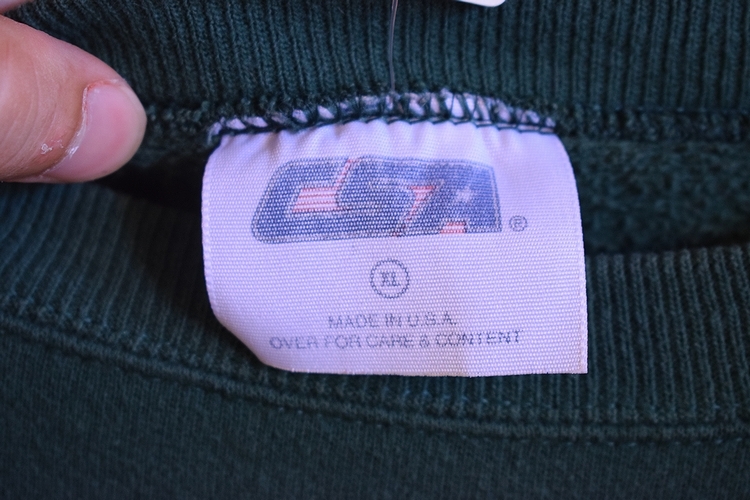 CSA ®
XL
MADE IN U.S.A.
OVER FOR CARE & CONTENT